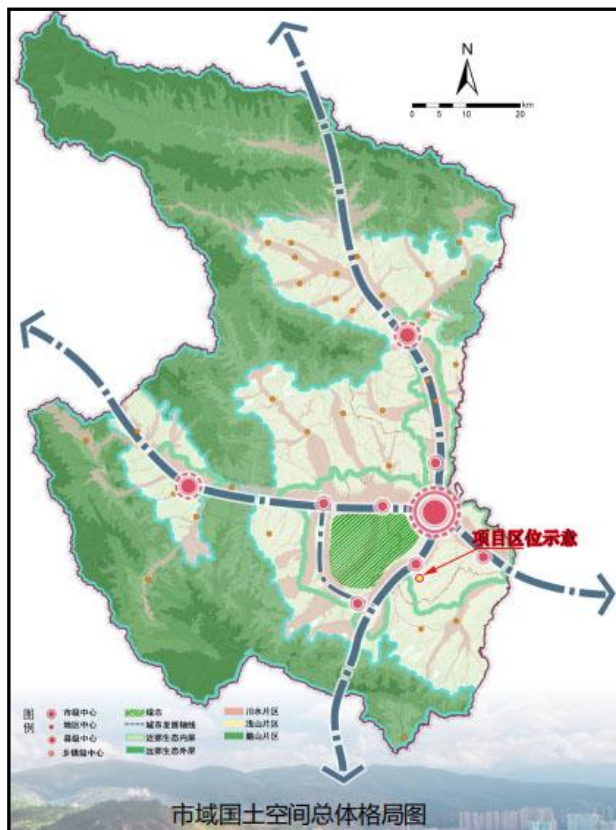 N
km
0 5 10 20
项目区位示意
图例
市级中心
绿芯
川水片区
地区中心
城市发展轴线
浅山片区
县级中心
近郊生态内屏
脑山片区
乡镇级中心
远郊生态外屏
市域国土空间总体格局图